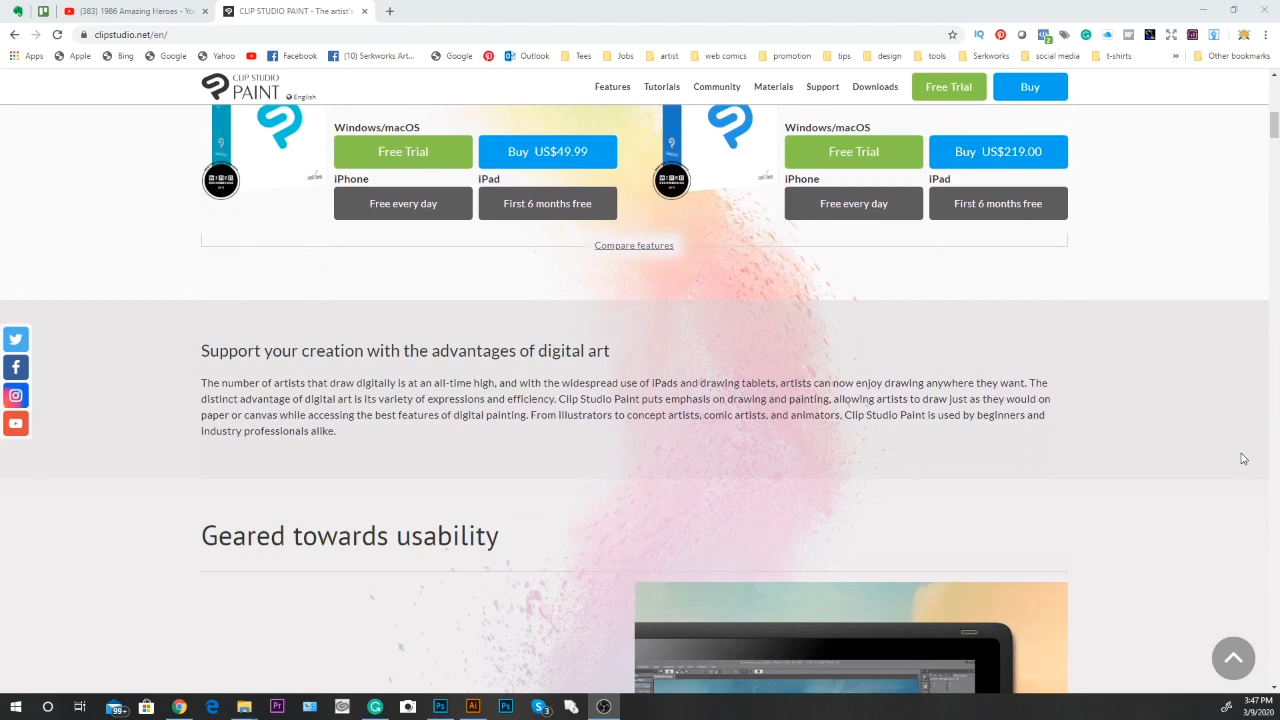 (383) 1986 Amazing Heroes - Yo
CLIP STUDIO PAINT - The artist's
clipstudio.net/en/
Apps Apple Bing Google Yahoo Facebook (10) Serkworks Art... Google Outlook Tees Jobs artist web comics promotion tips design tools Serkworks social media t-shirts » Other bookmarks
CLIP STUDIO
PAINT English
Features Tutorials Community Materials Support Downloads Free Trial Buy
Windows/macOS
Free Trial Buy US$49.99
iPhone iPad
Free every day First 6 months free
Windows/macOS
Free Trial Buy US$219.00
iPhone iPad
Free every day First 6 months free
Compare features
Support your creation with the advantages of digital art
The number of artists that draw digitally is at an all-time high, and with the widespread use of iPads and drawing tablets, artists can now enjoy drawing anywhere they want. The
distinct advantage of digital art is its variety of expressions and efficiency. Clip Studio Paint puts emphasis on drawing and painting, allowing artists to draw just as they would on
paper or canvas while accessing the best features of digital painting. From illustrators to concept artists, comic artists, and animators, Clip Studio Paint is used by beginners and
industry professionals alike.
Geared towards usability
99+
3:47 PM
3/9/2020